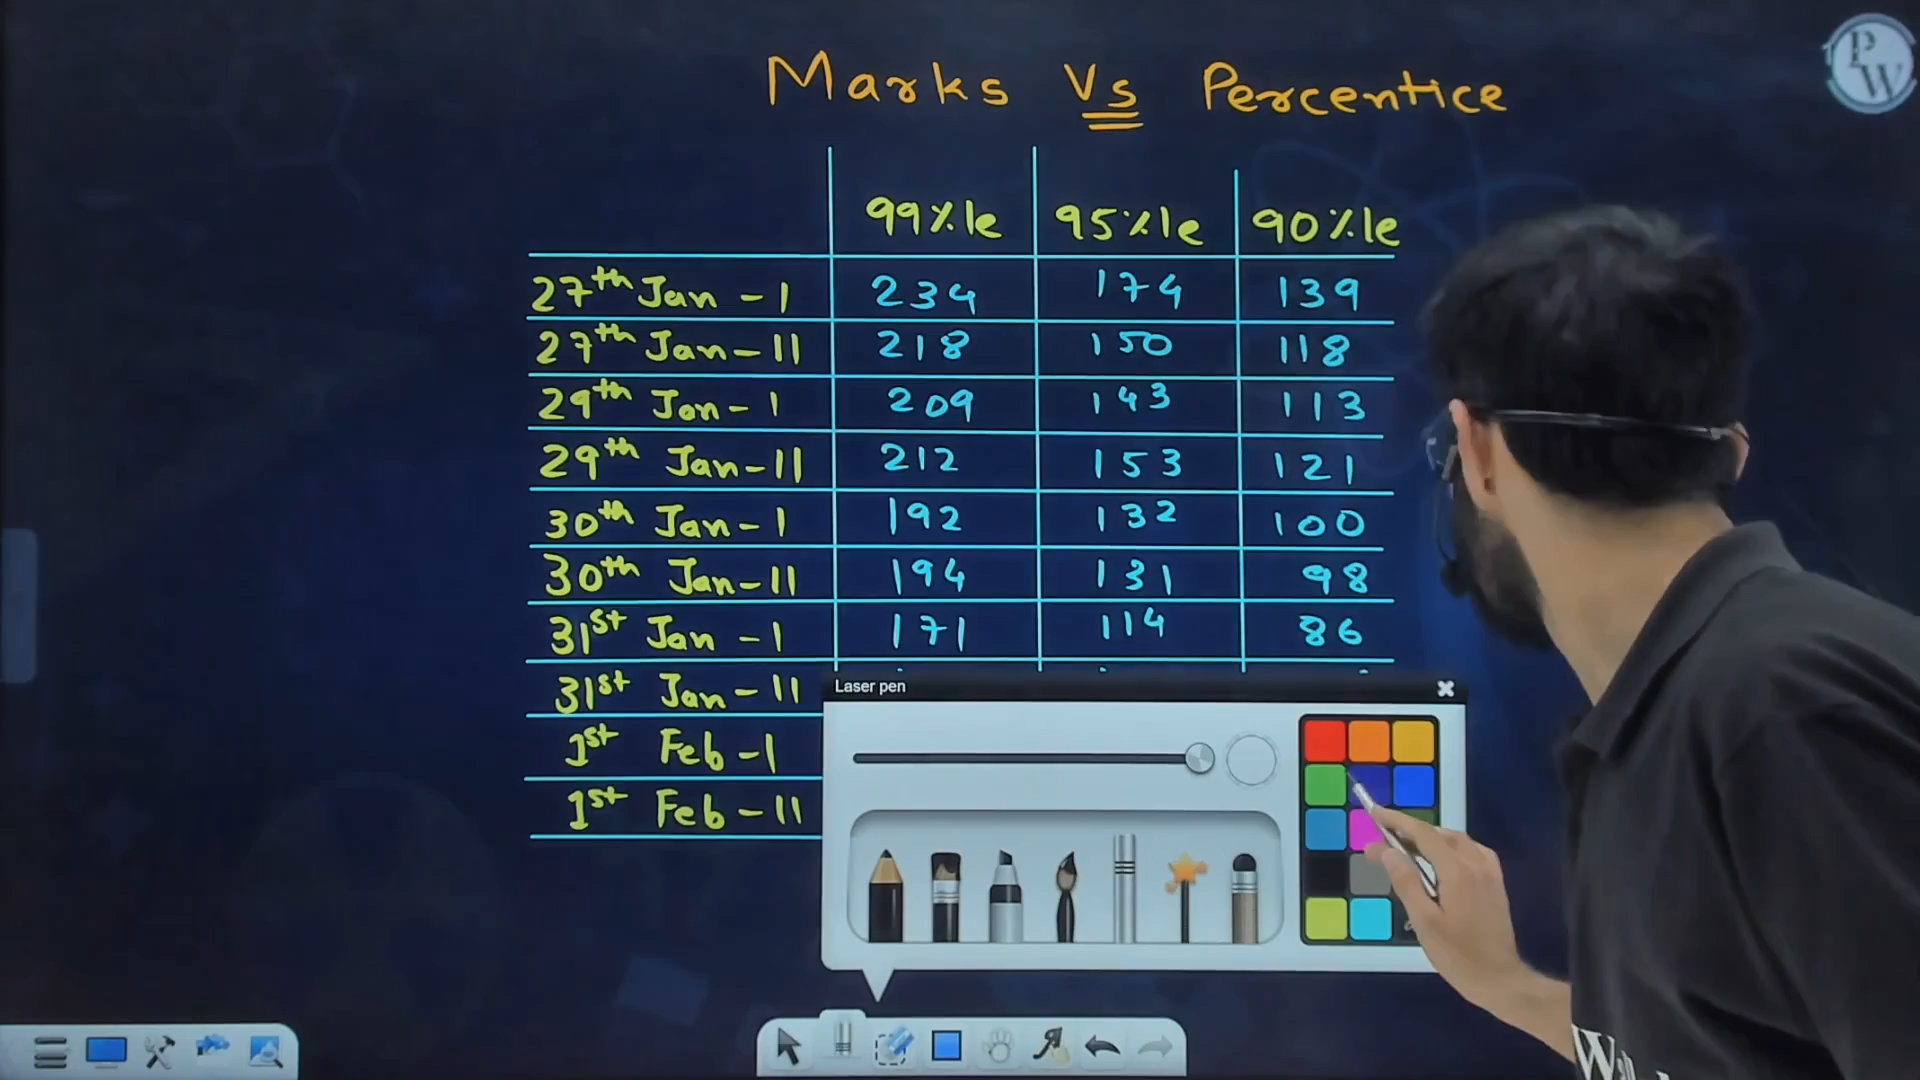 PW
Marks Vs Percentice
99%le 95%le 90%le
27th Jan - I 234 174 139
27th Jan - II 218 150 118
29th Jan - I 209 143 113
29th Jan - II 212 153 121
30th Jan - I 192 132 100
30th Jan - II 194 131 98
31st Jan - I 171 114 86
31st Jan - II
Laser pen
1st Feb - I
1st Feb - II